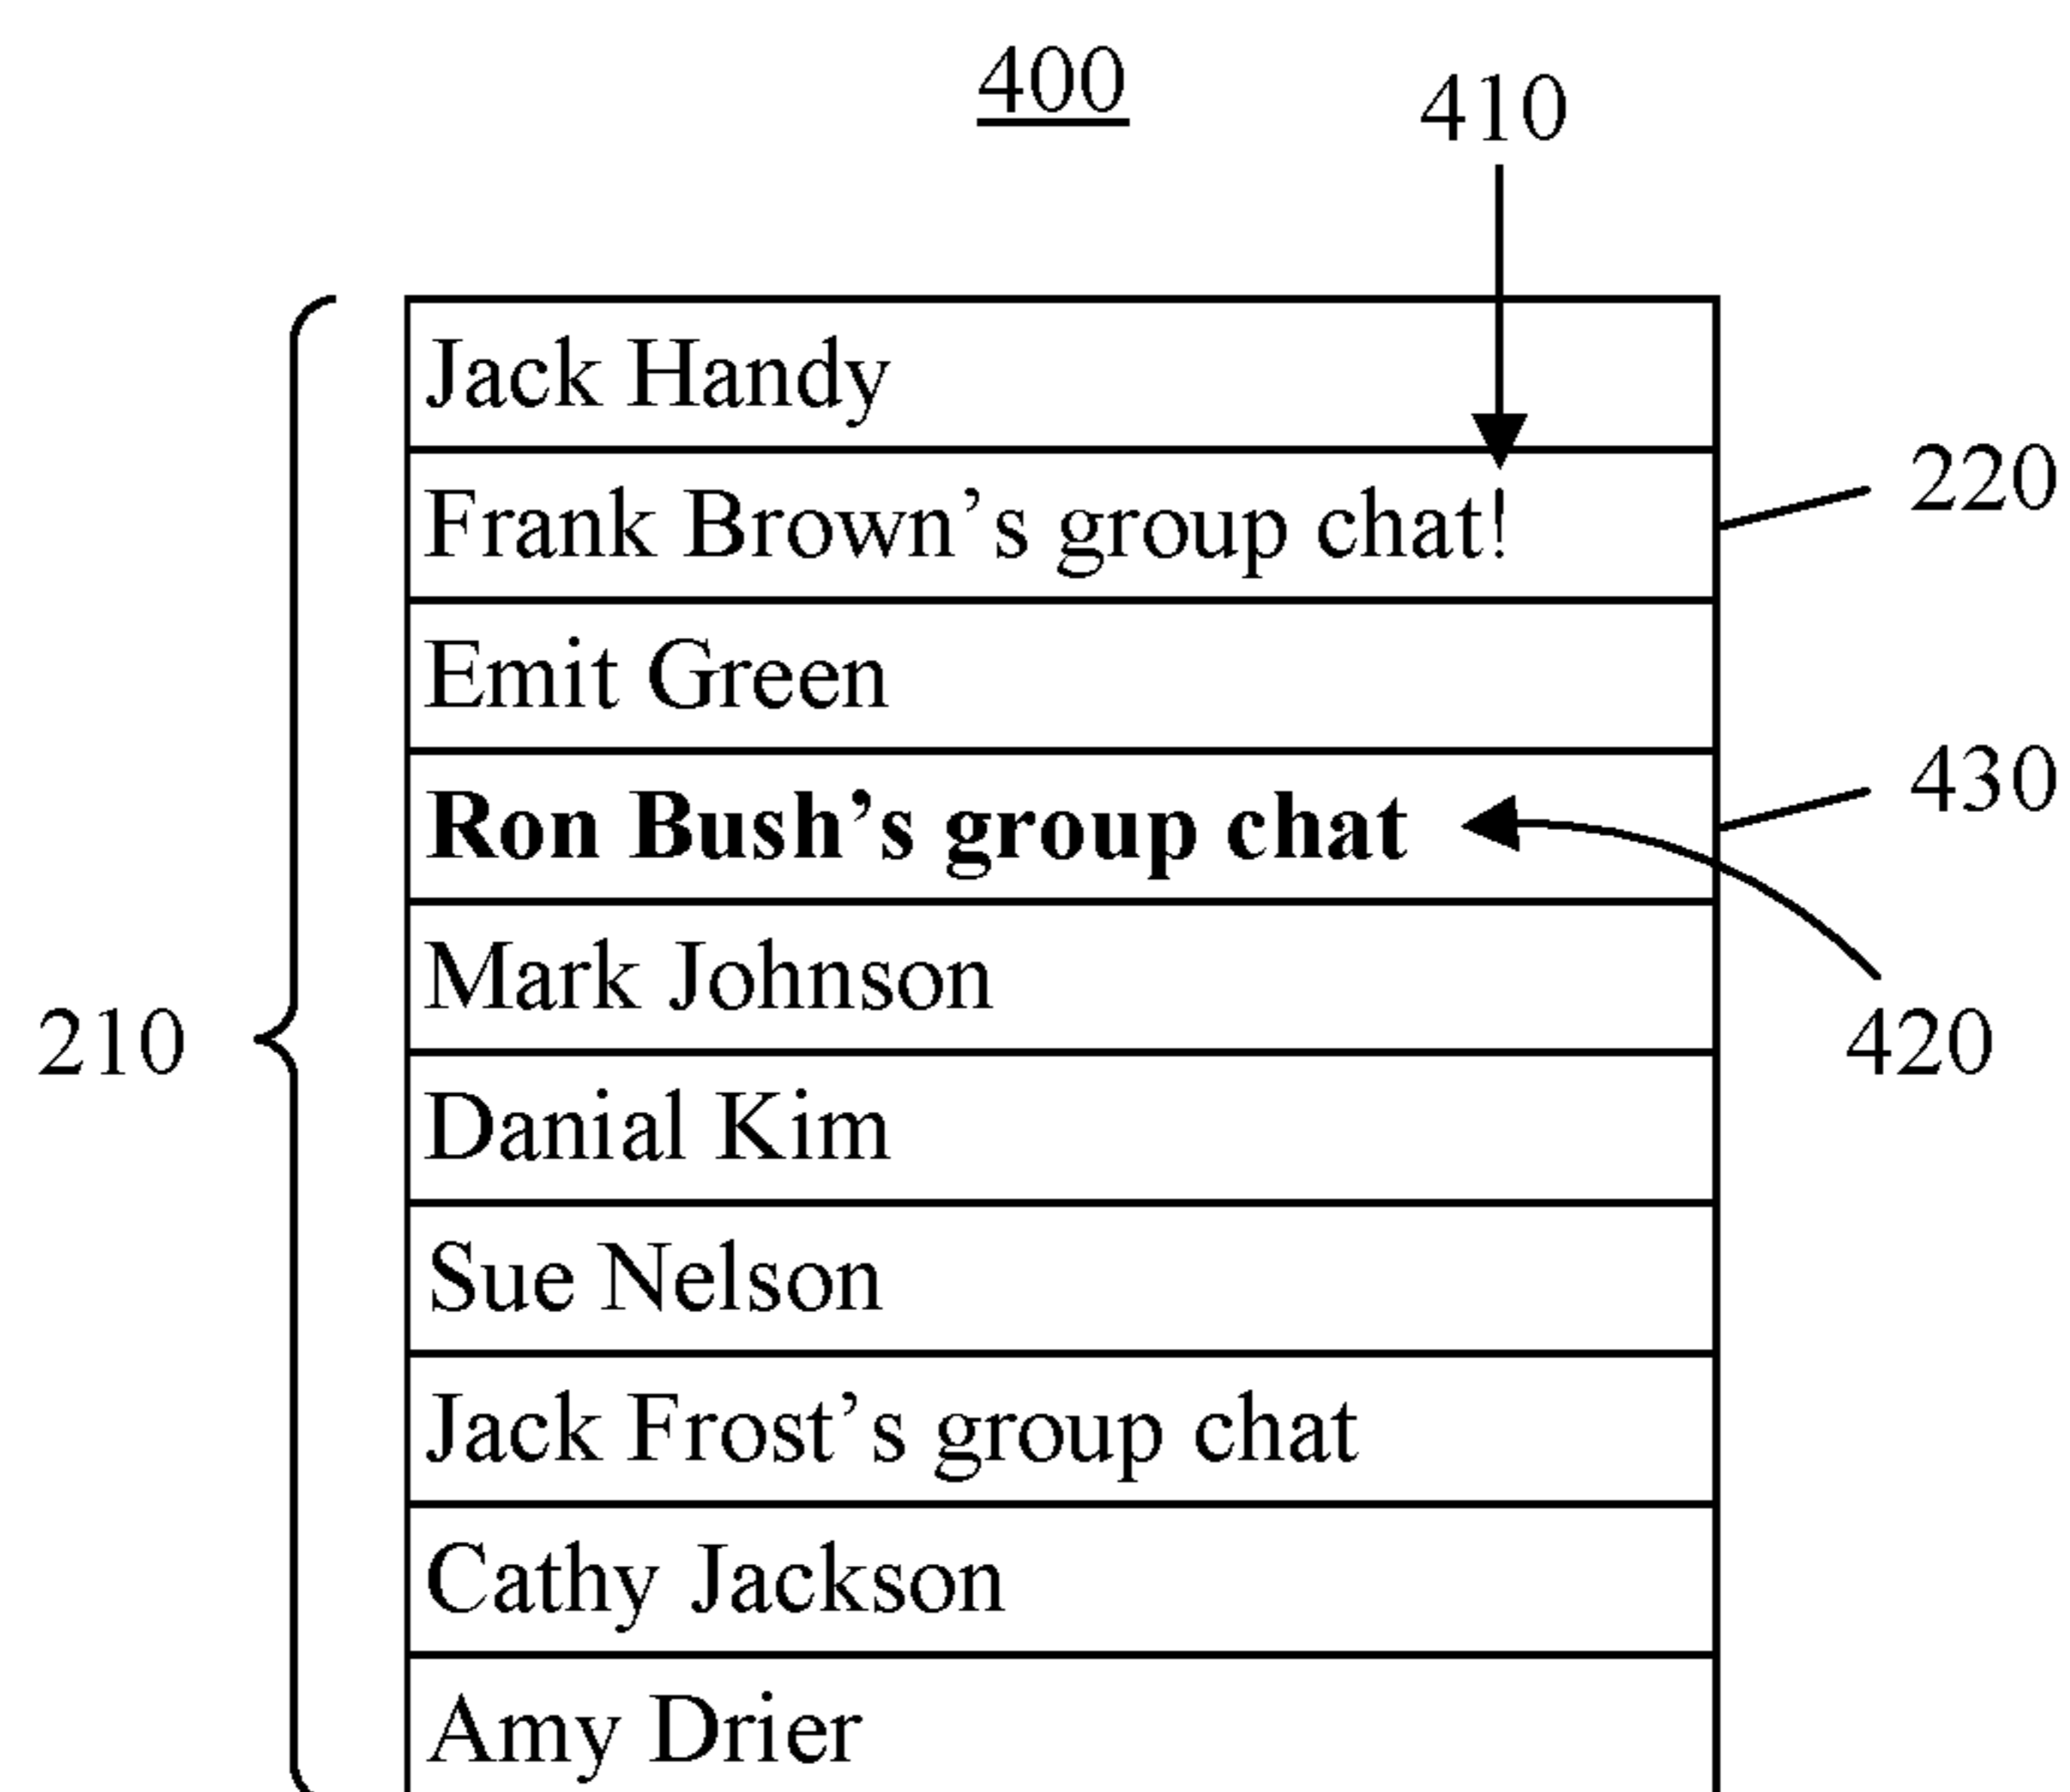 400
410
Jack Handy
Frank Brown’s group chat!
220
Emit Green
Ron Bush’s group chat
430
Mark Johnson
210
420
Danial Kim
Sue Nelson
Jack Frost’s group chat
Cathy Jackson
Amy Drier